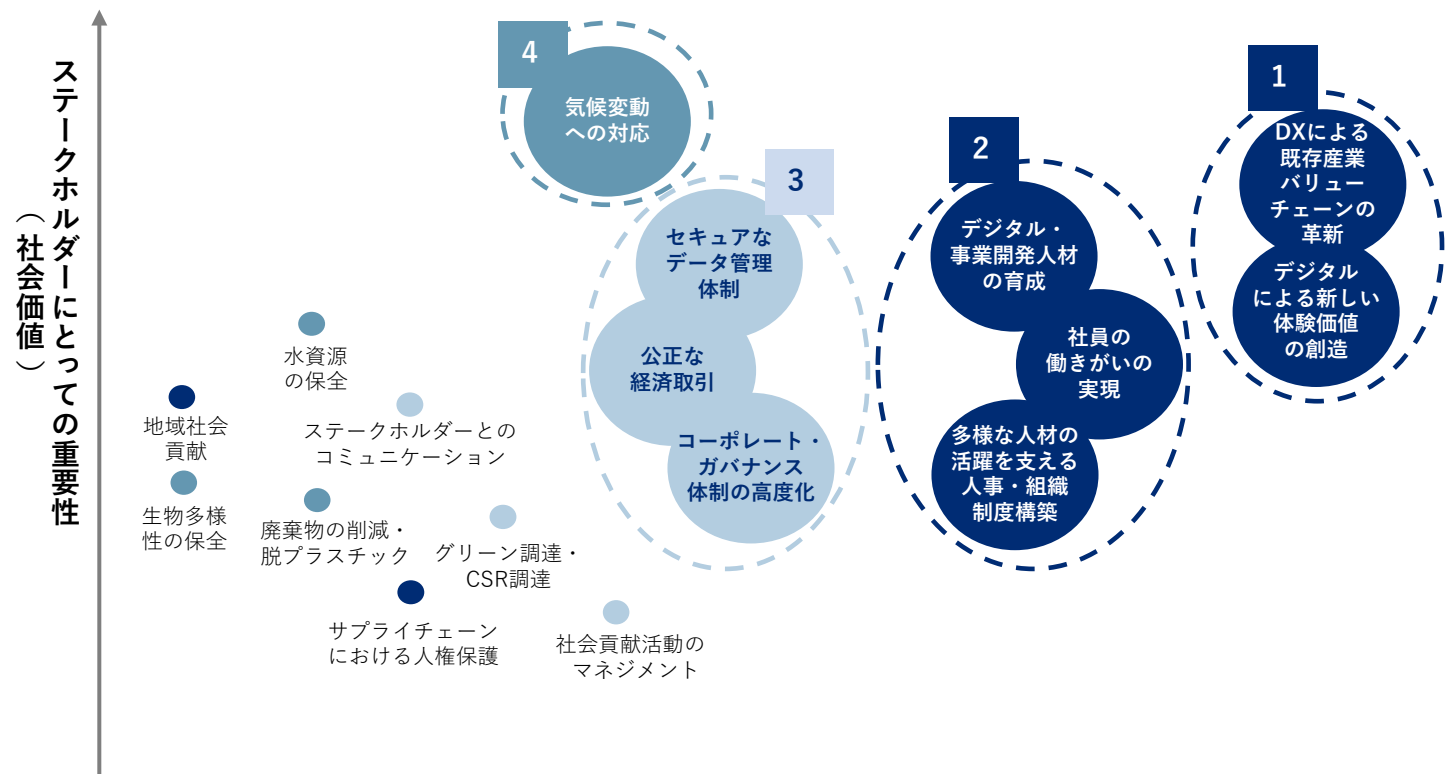 ステークホルダーにとっての重要性
（社会価値）
4
気候変動
への対応
3
セキュアな
データ管理
体制
公正な
経済取引
コーポレート・
ガバナンス
体制の高度化
2
デジタル・
事業開発人材
の育成
社員の
働きがいの
実現
多様な人材の
活躍を支える
人事・組織
制度構築
1
DXによる
既存産業
バリュー
チェーンの
革新
デジタル
による新しい
体験価値
の創造
水資源
の保全
地域社会
貢献
ステークホルダーとの
コミュニケーション
生物多様
性の保全
廃棄物の削減・
脱プラスチック
グリーン調達・
CSR調達
サプライチェーン
における人権保護
社会貢献活動の
マネジメント